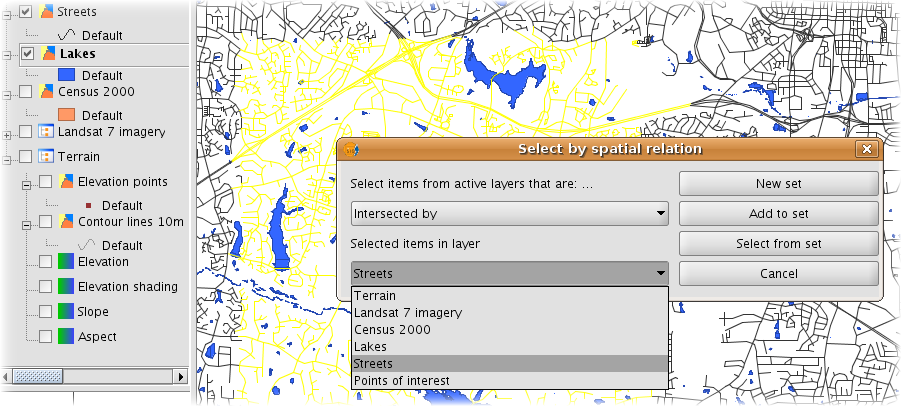 Streets
Default
Lakes
Default
Census 2000
Default
Landsat 7 imagery
Terrain
Elevation points
Default
Contour lines 10m
Default
Elevation
Elevation shading
Slope
Aspect
Select by spatial relation
Select items from active layers that are: ...
Intersected by
Selected items in layer
Streets
Terrain
Landsat 7 imagery
Census 2000
Lakes
Streets
Points of interest
New set
Add to set
Select from set
Cancel